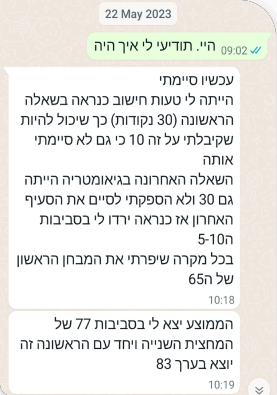 22 May 2023
היי. תודיעי לי איך היה
09:02
עכשיו סיימתי
הייתה לי טעות חישוב כנראה בשאלה
הראשונה (30 נקודות) כך שיכול להיות
שקיבלתי על זה 10 כי גם לא סיימתי
אותה
השאלה האחרונה בגיאומטריה הייתה
גם 30 ולא הספקתי לסיים את הסעיף
האחרון אז כנראה ירדו לי בסביבות
ה5-10
בכל מקרה שיפרתי את המבחן הראשון
של ה65
10:18
הממוצע יצא לי בסביבות 77 של
המחצית השנייה ויחד עם הראשונה זה
יוצא בערך 83
10:19